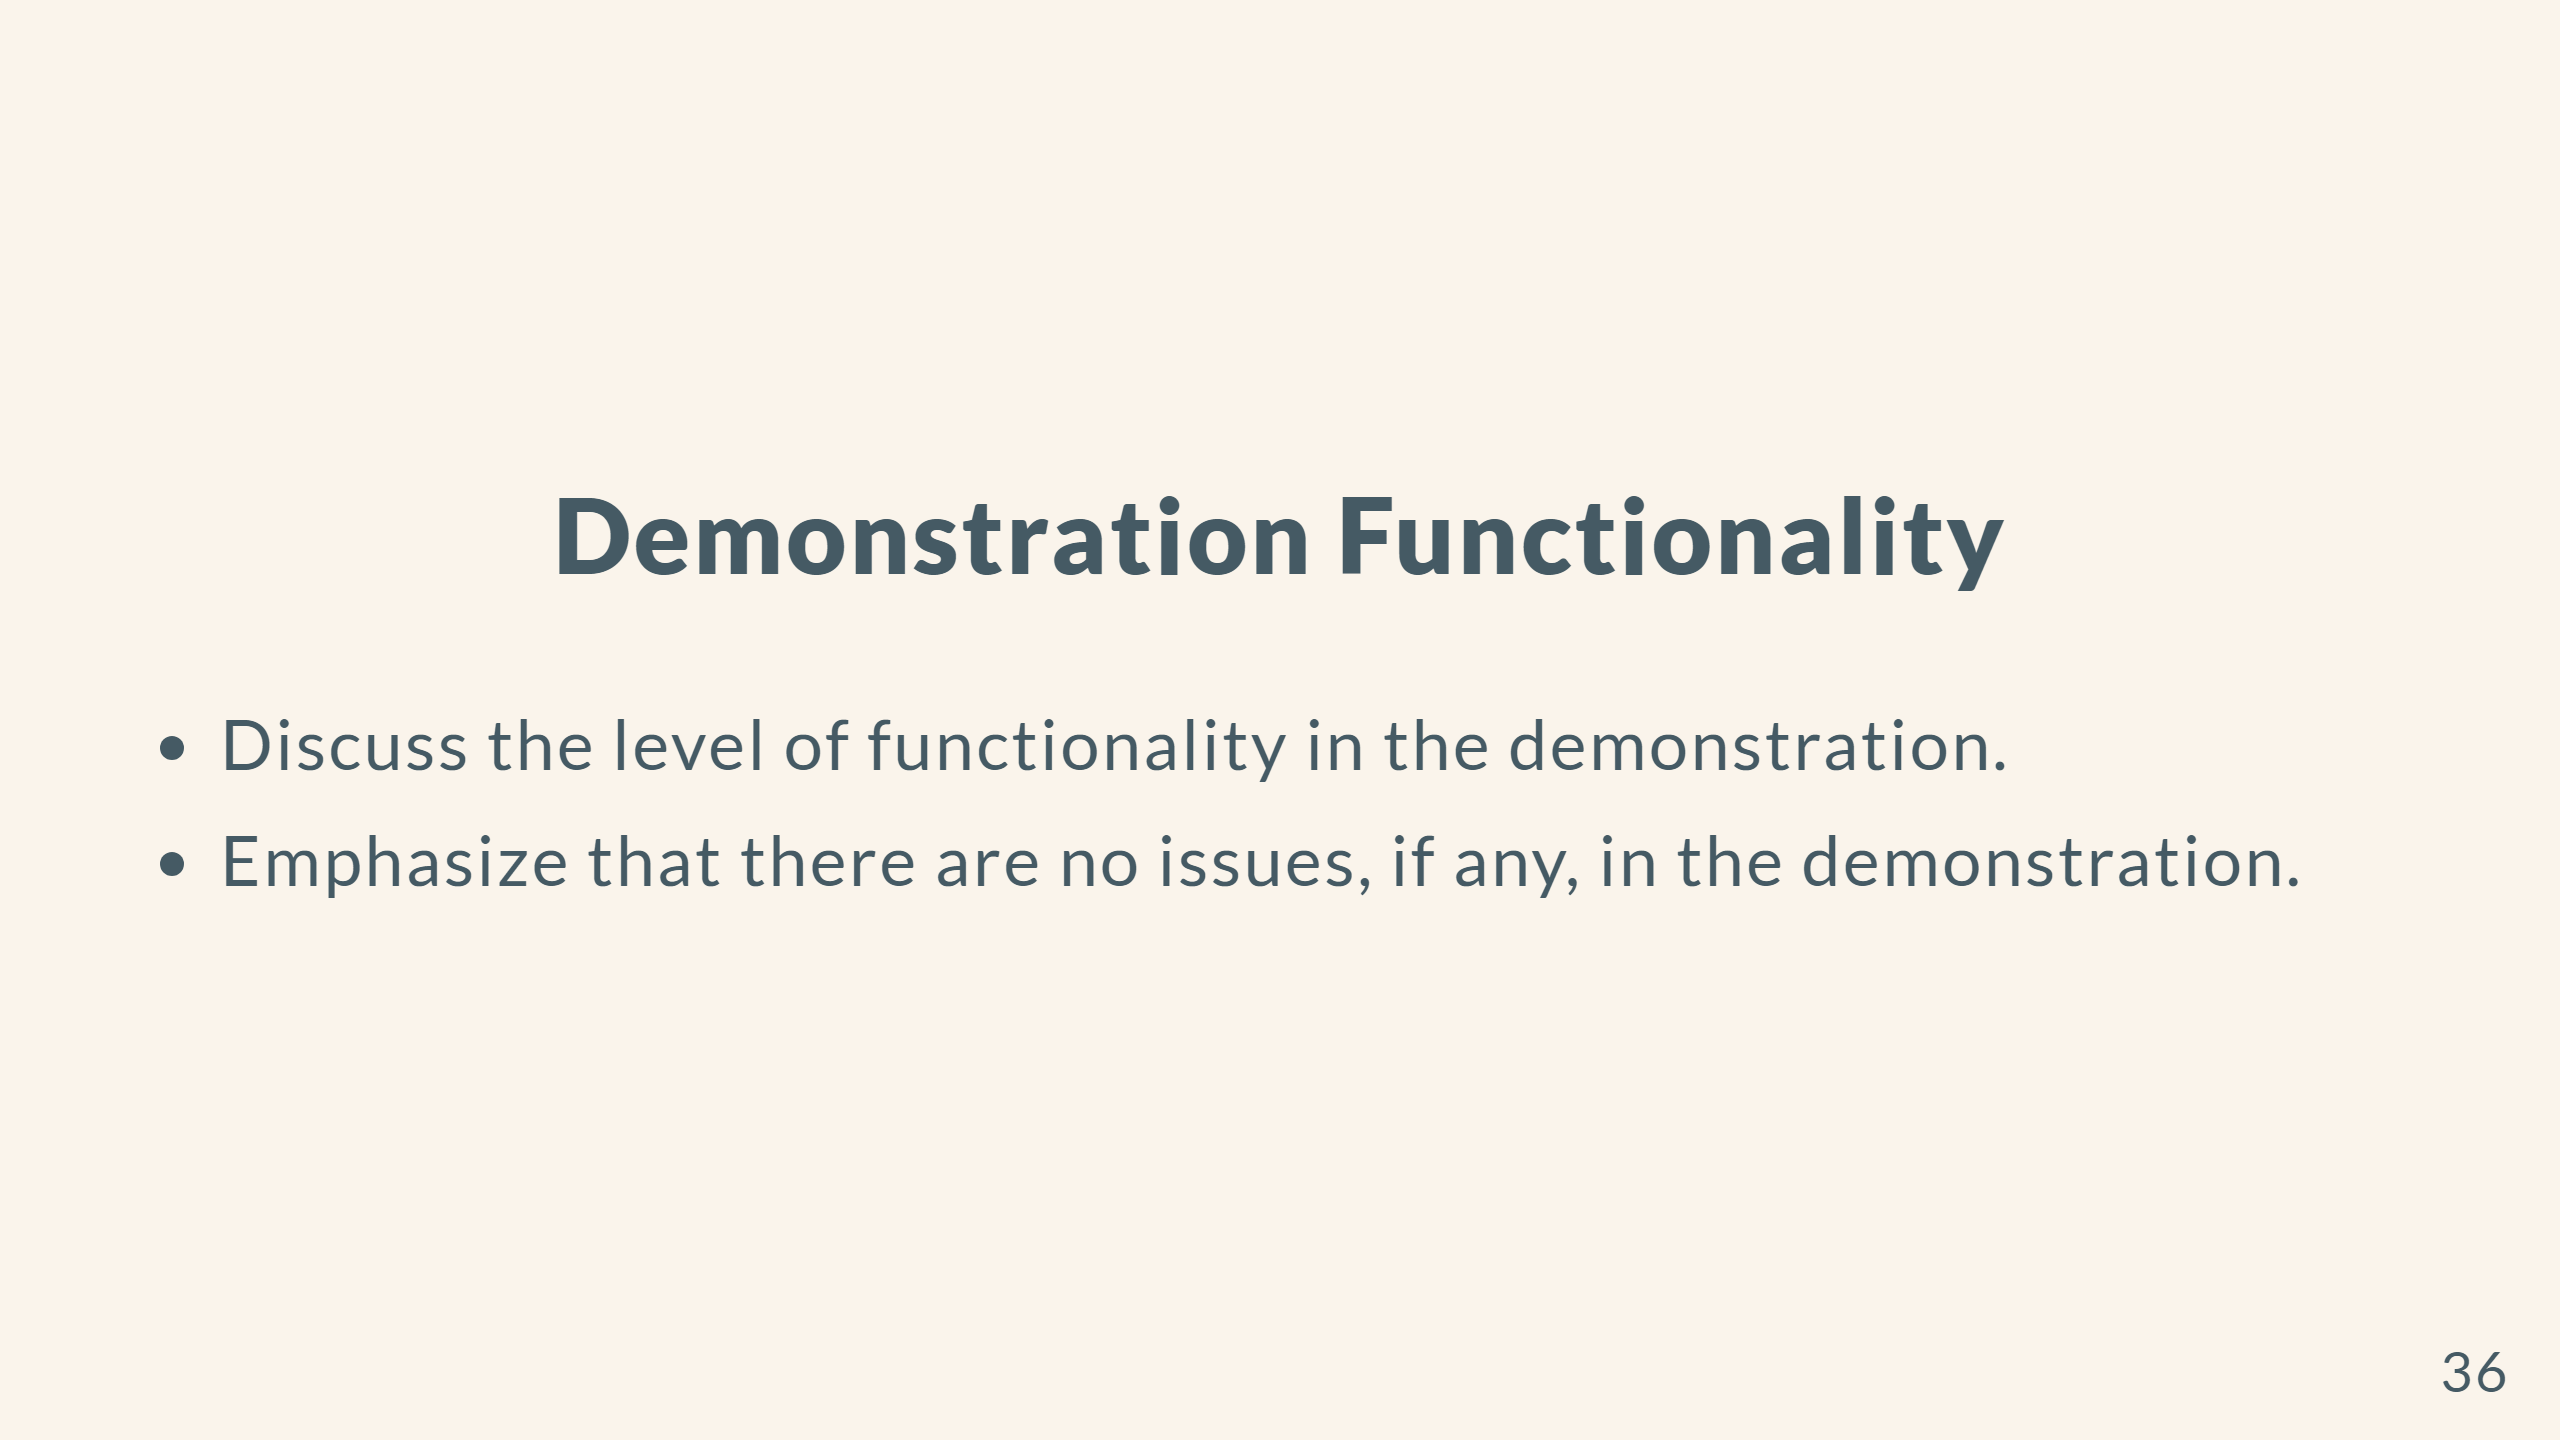 Demonstration Functionality
• Discuss the level of functionality in the demonstration.
• Emphasize that there are no issues, if any, in the demonstration.
36